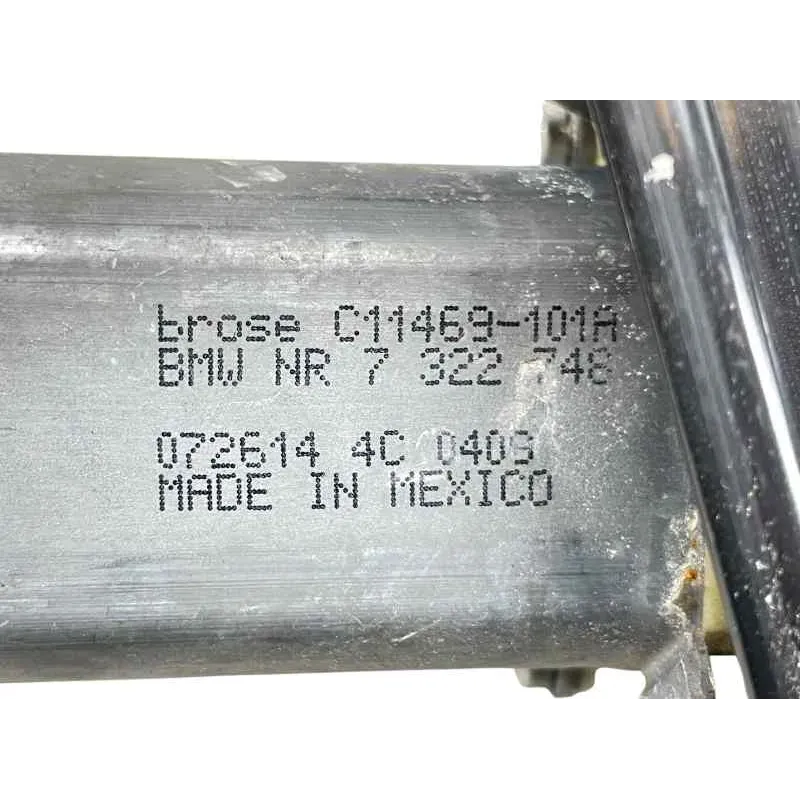 brose C11469-101A
BMW NR 7 322 748
072614 4C 0409
MADE IN MEXICO